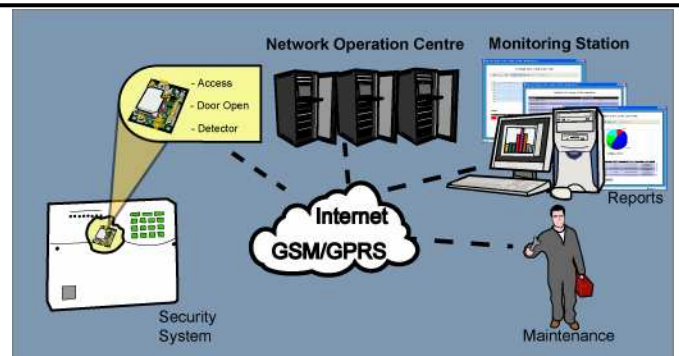 Network Operation Centre
Monitoring Station
- Access
- Door Open
- Detector
Internet
GSM/GPRS
Reports
Security
System
Maintenance